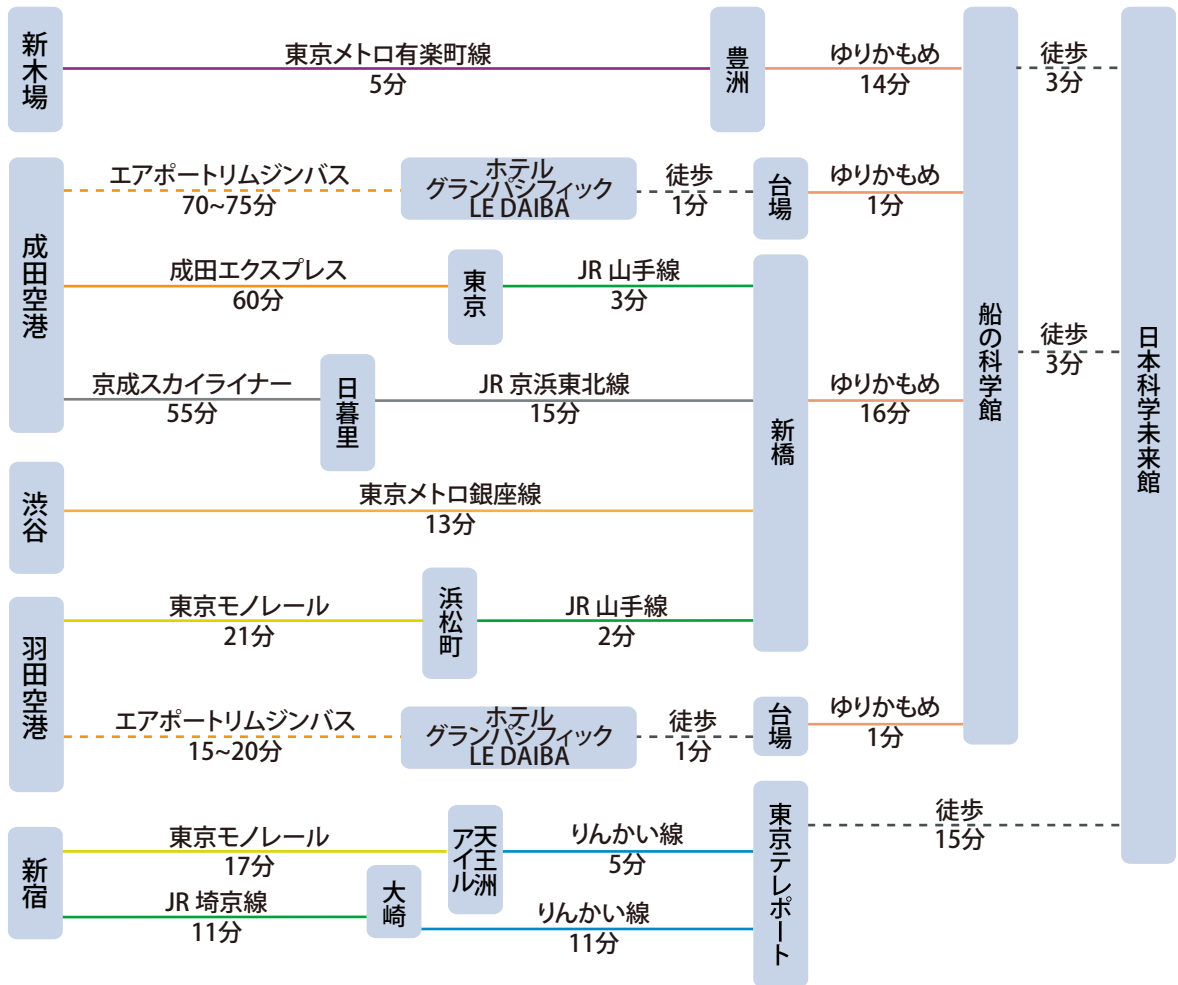 新木場
東京メトロ有楽町線
5分
豊洲
ゆりかもめ
14分
徒歩
3分
成田空港
エアポートリムジンバス
70~75分
ホテル
グランパシフィック
LE DAIBA
徒歩
1分
台場
ゆりかもめ
1分
成田エクスプレス
60分
東京
JR 山手線
3分
京成スカイライナー
55分
日暮里
JR 京浜東北線
15分
新橋
ゆりかもめ
16分
船の科学館
徒歩
3分
日本科学未来館
渋谷
東京メトロ銀座線
13分
羽田空港
東京モノレール
21分
浜松町
JR 山手線
2分
エアポートリムジンバス
15~20分
ホテル
グランパシフィック
LE DAIBA
徒歩
1分
台場
ゆりかもめ
1分
新宿
東京モノレール
17分
天王洲
アイル
りんかい線
5分
JR 埼京線
11分
大崎
りんかい線
11分
東京テレポート
徒歩
15分